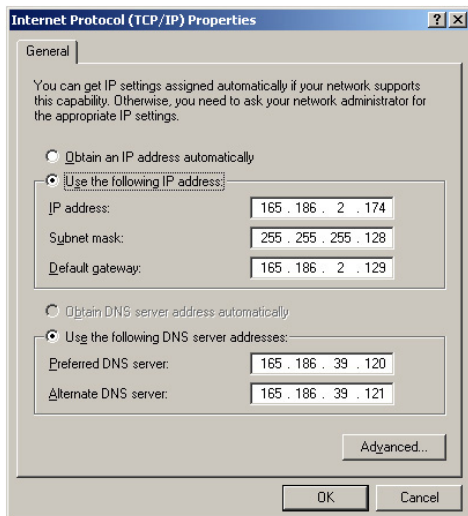 Internet Protocol (TCP/IP) Properties
General
You can get IP settings assigned automatically if your network supports
this capability. Otherwise, you need to ask your network administrator for
the appropriate IP settings.
Obtain an IP address automatically
Use the following IP address:
IP address: 165 . 186 . 2 . 174
Subnet mask: 255 . 255 . 255 . 128
Default gateway: 165 . 186 . 2 . 129
Obtain DNS server address automatically
Use the following DNS server addresses:
Preferred DNS server: 165 . 186 . 39 . 120
Alternate DNS server: 165 . 186 . 39 . 121
Advanced...
OK Cancel